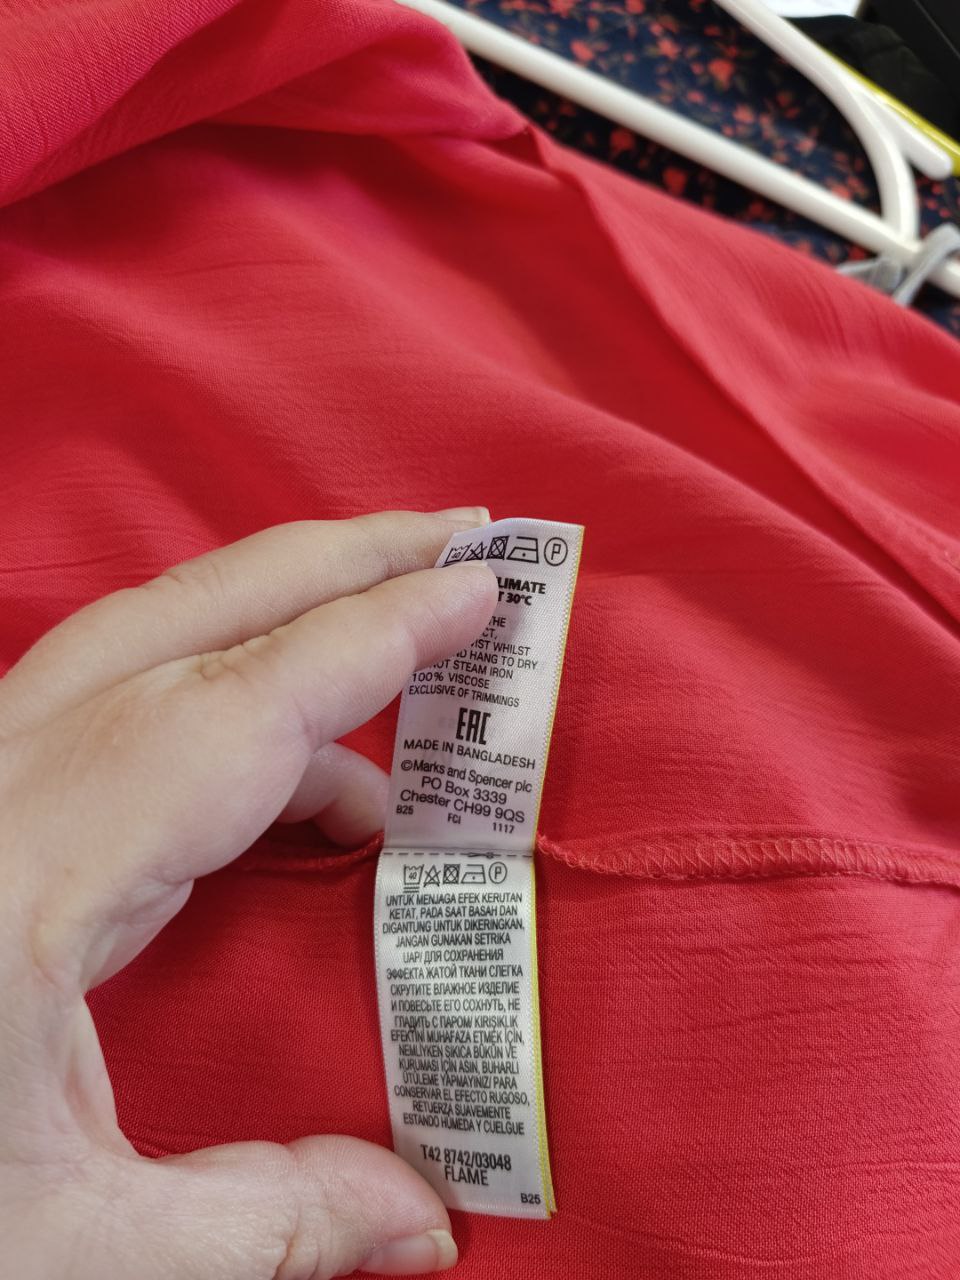 40 P
CLIMATE
30°C
THE
WHILST
AND HANG TO DRY
NOT STEAM IRON
100% VISCOSE
EXCLUSIVE OF TRIMMINGS
EAC
MADE IN BANGLADESH
©Marks and Spencer plc
PO Box 3339
Chester CH99 9QS
B25 FCI 1117
40 P
UNTUK MENJAGA EFEK KERUTAN
KETAT, PADA SAAT BASAH DAN
DIGANTUNG UNTUK DIKERINGKAN,
JANGAN GUNAKAN SETRIKA
UAP/ ДЛЯ СОХРАНЕНИЯ
ЭФФЕКТА ЖАТОЙ ТКАНИ СЛЕГКА
СКРУТИТЕ ВЛАЖНОЕ ИЗДЕЛИЕ
И ПОВЕСЬТЕ ЕГО СОХНУТЬ, НЕ
ГЛАДИТЬ С ПАРОМ/ KIRIŞIKLIK
EFEKTİNİ MUHAFAZA ETMEK İÇİN,
NEMLİYKEN SIKICA BÜKÜN VE
KURUMASI İÇİN ASIN, BUHARLI
ÜTÜLEME YAPMAYINIZ/ PARA
CONSERVAR EL EFECTO RUGOSO,
RETUERZA SUAVEMENTE
ESTANDO HÚMEDA Y CUELGUE
T42 8742/03048
FLAME
B25